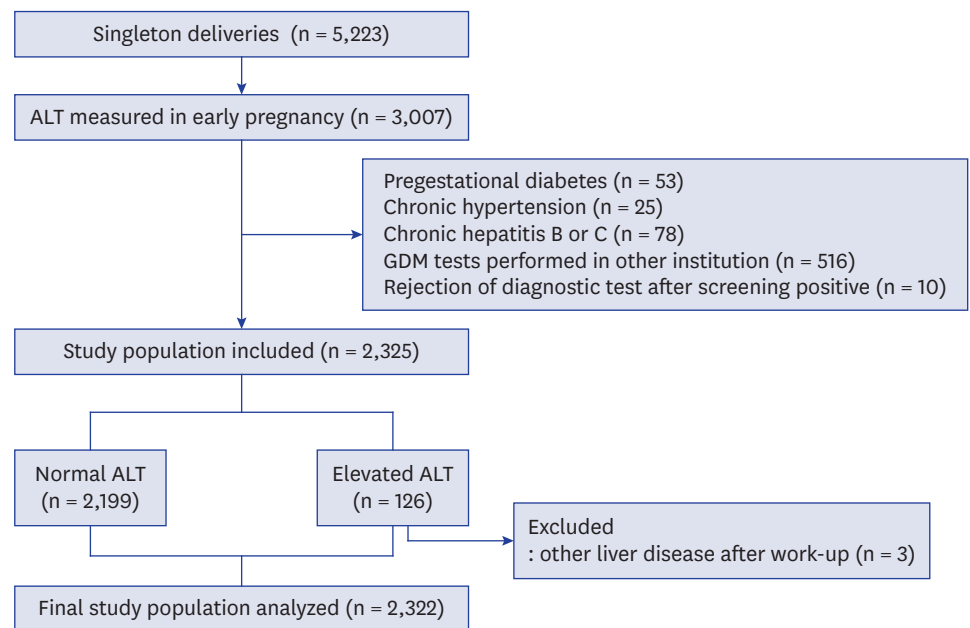 Singleton deliveries (n = 5,223)
ALT measured in early pregnancy (n = 3,007)
Pregestational diabetes (n = 53)
Chronic hypertension (n = 25)
Chronic hepatitis B or C (n = 78)
GDM tests performed in other institution (n = 516)
Rejection of diagnostic test after screening positive (n = 10)
Study population included (n = 2,325)
Normal ALT
(n = 2,199)
Elevated ALT
(n = 126)
Excluded
: other liver disease after work-up (n = 3)
Final study population analyzed (n = 2,322)